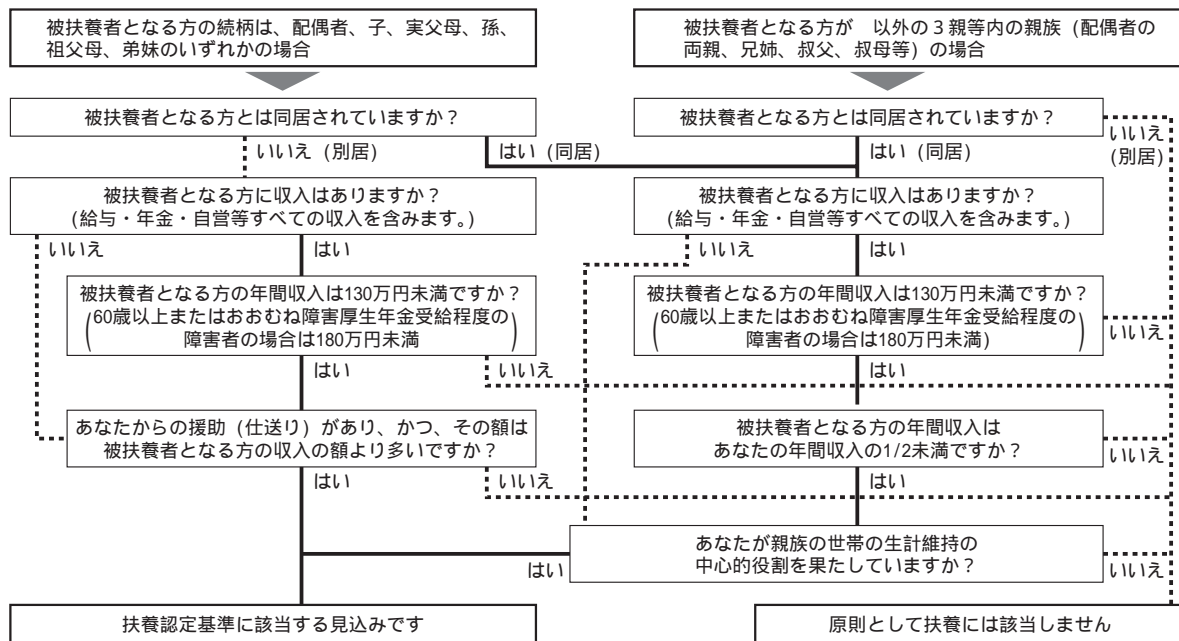 被扶養者となる方の続柄は、配偶者、子、実父母、孫、
祖父母、弟妹のいずれかの場合
被扶養者となる方が　以外の３親等内の親族（配偶者の
両親、兄姉、叔父、叔母等）の場合
被扶養者となる方とは同居されていますか？
被扶養者となる方とは同居されていますか？
いいえ（別居）
はい（同居）
はい（同居）
いいえ
(別居)
被扶養者となる方に収入はありますか？
(給与・年金・自営等すべての収入を含みます。)
被扶養者となる方に収入はありますか？
(給与・年金・自営等すべての収入を含みます。)
いいえ
はい
いいえ
はい
被扶養者となる方の年間収入は130万円未満ですか？
(60歳以上またはおおむね障害厚生年金受給程度の
障害者の場合は180万円未満)
被扶養者となる方の年間収入は130万円未満ですか？
(60歳以上またはおおむね障害厚生年金受給程度の
障害者の場合は180万円未満)
いいえ
はい
いいえ
はい
あなたからの援助（仕送り）があり、かつ、その額は
被扶養者となる方の収入の額より多いですか？
被扶養者となる方の年間収入は
あなたの年間収入の1/2未満ですか？
いいえ
はい
いいえ
はい
あなたが親族の世帯の生計維持の
中心的役割を果たしていますか？
はい
いいえ
扶養認定基準に該当する見込みです
原則として扶養には該当しません